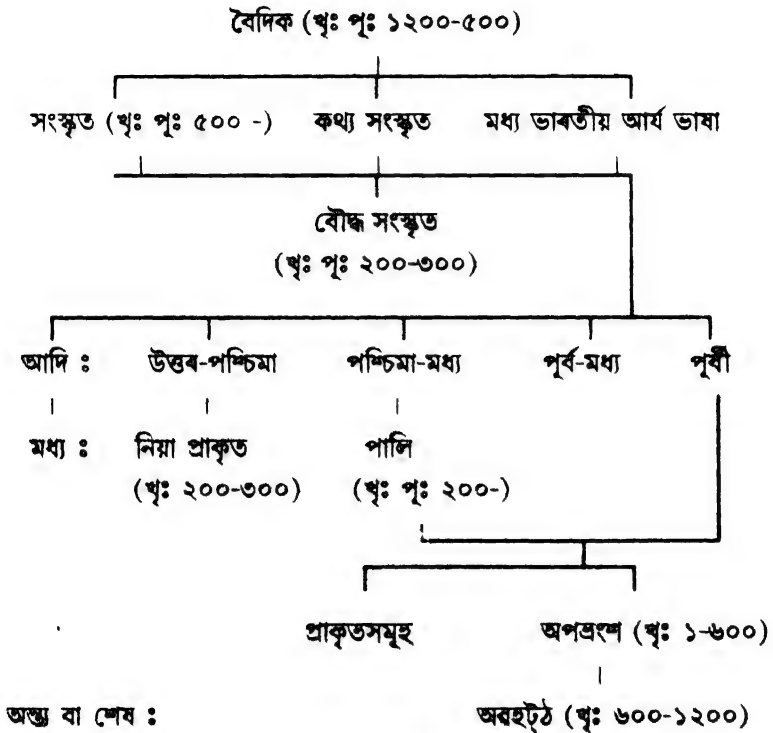 বৈদিক (খৃঃ পূঃ ১২০০-৫০০)
সংস্কৃত (খৃঃ পূঃ ৫০০ -) কথ্য সংস্কৃত মধ্য ভাৰতীয় আৰ্য ভাষা
বৌদ্ধ সংস্কৃত
(খৃঃ পূঃ ২০০-৩০০)
আদি : উত্তৰ-পশ্চিমা পশ্চিমা-মধ্য পূৰ্ব-মধ্য পূৰ্বী
মধ্য : নিয়া প্ৰাকৃত পালি
(খৃঃ ২০০-৩০০) (খৃঃ পূঃ ২০০-)
প্ৰাকৃতসমূহ অপভ্ৰংশ (খৃঃ ১-৬০০)
অন্ত্য বা শেষ : অৱহট্‌ঠ (খৃঃ ৬০০-১২০০)